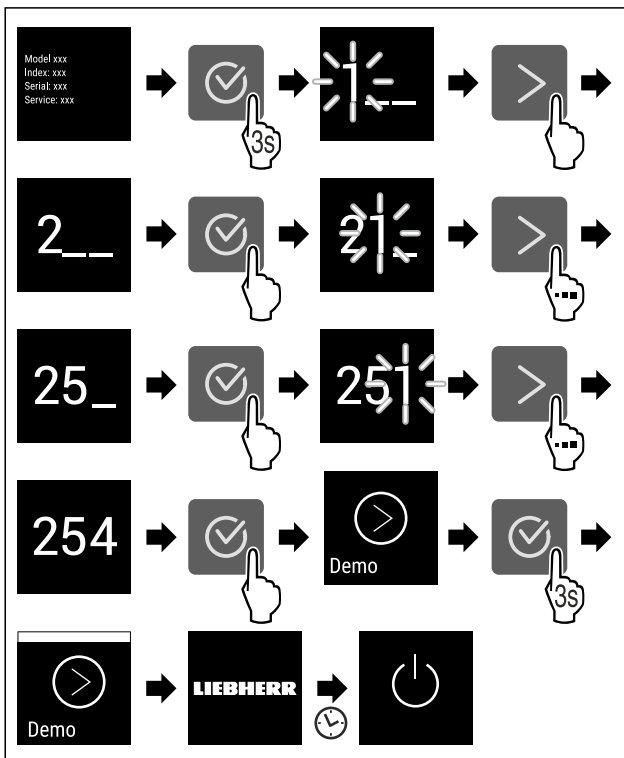 Model xxx
Index: xxx
Serial: xxx
Service: xxx
3s
1__
2__
21_
25_
251
254
Demo
3s
Demo
LIEBHERR